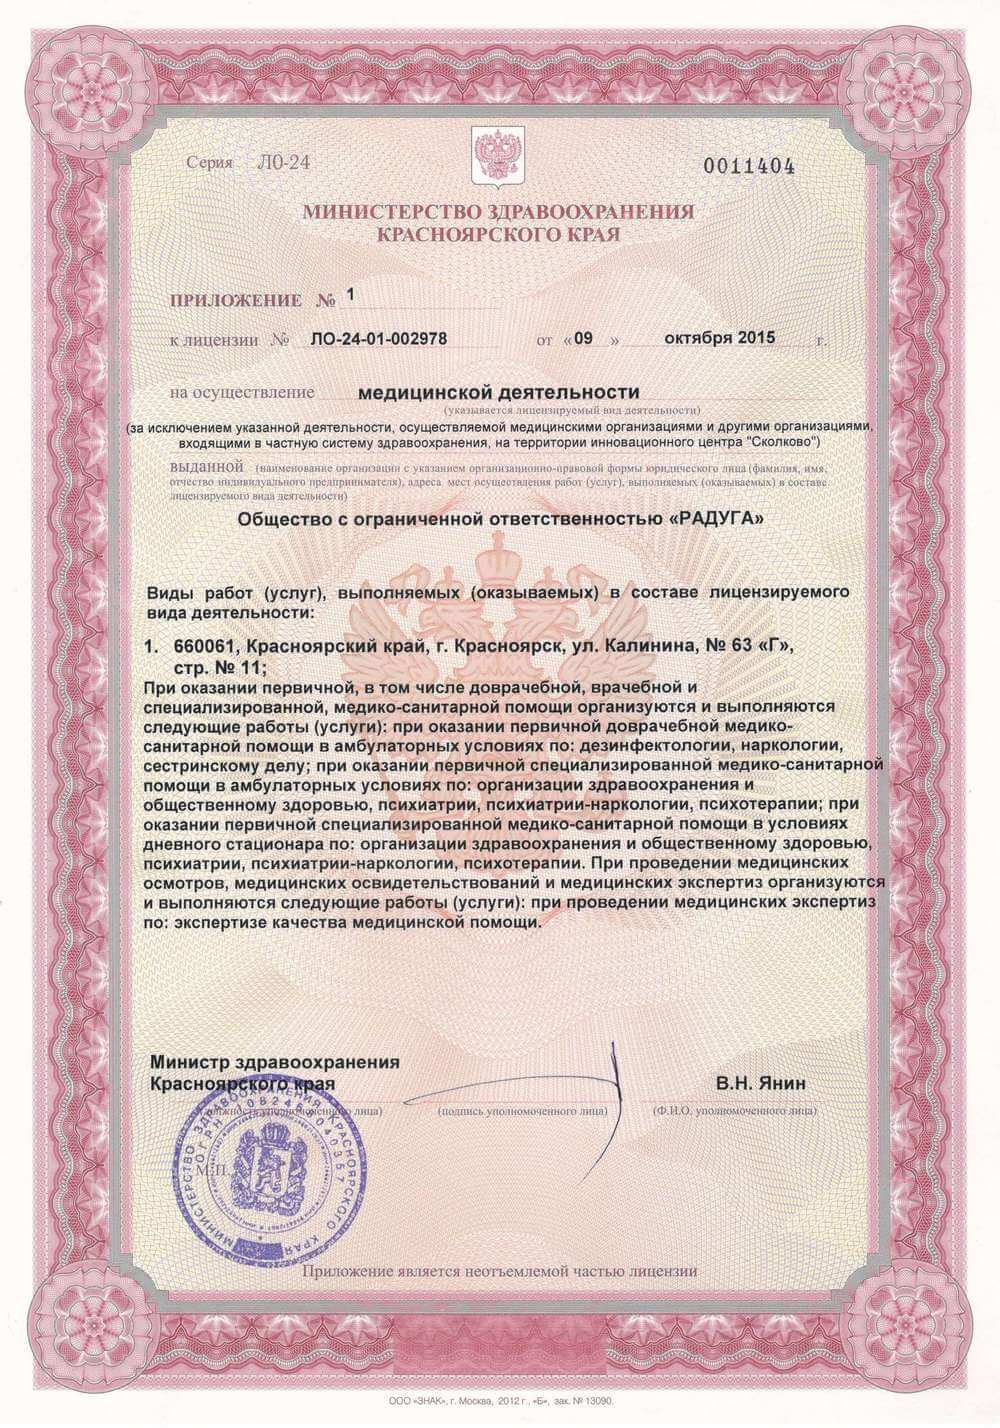 Серия ЛО-24
0011404
МИНИСТЕРСТВО ЗДРАВООХРАНЕНИЯ
КРАСНОЯРСКОГО КРАЯ
ПРИЛОЖЕНИЕ № 1
к лицензии № ЛО-24-01-002978 от «09» октября 2015 г.
на осуществление медицинской деятельности
(указывается лицензируемый вид деятельности)
(за исключением указанной деятельности, осуществляемой медицинскими организациями и другими организациями,
входящими в частную систему здравоохранения, на территории инновационного центра "Сколково")
выданной (наименование организации с указанием организационно-правовой формы юридического лица (фамилия, имя,
отчество индивидуального предпринимателя), адреса мест осуществления работ (услуг), выполняемых (оказываемых) в составе
лицензируемого вида деятельности)
Общество с ограниченной ответственностью «РАДУГА»
Виды работ (услуг), выполняемых (оказываемых) в составе лицензируемого
вида деятельности:
1. 660061, Красноярский край, г. Красноярск, ул. Калинина, № 63 «Г»,
стр. № 11;
При оказании первичной, в том числе доврачебной, врачебной и
специализированной, медико-санитарной помощи организуются и выполняются
следующие работы (услуги): при оказании первичной доврачебной медико-
санитарной помощи в амбулаторных условиях по: дезинфектологии, наркологии,
сестринскому делу; при оказании первичной специализированной медико-санитарной
помощи в амбулаторных условиях по: организации здравоохранения и
общественному здоровью, психиатрии, психиатрии-наркологии, психотерапии; при
оказании первичной специализированной медико-санитарной помощи в условиях
дневного стационара по: организации здравоохранения и общественному здоровью,
психиатрии, психиатрии-наркологии, психотерапии. При проведении медицинских
осмотров, медицинских освидетельствований и медицинских экспертиз организуются
и выполняются следующие работы (услуги): при проведении медицинских экспертиз
по: экспертизе качества медицинской помощи.
Министр здравоохранения
Красноярского края
В.Н. Янин
(должность уполномоченного лица) (подпись уполномоченного лица) (Ф.И.О. уполномоченного лица)
М.П.
МИНИСТЕРСТВО ЗДРАВООХРАНЕНИЯ КРАСНОЯРСКОГО КРАЯ
Приложение является неотъемлемой частью лицензии
ООО «ЗНАК», г. Москва, 2012 г., «Б», зак. № 13090.